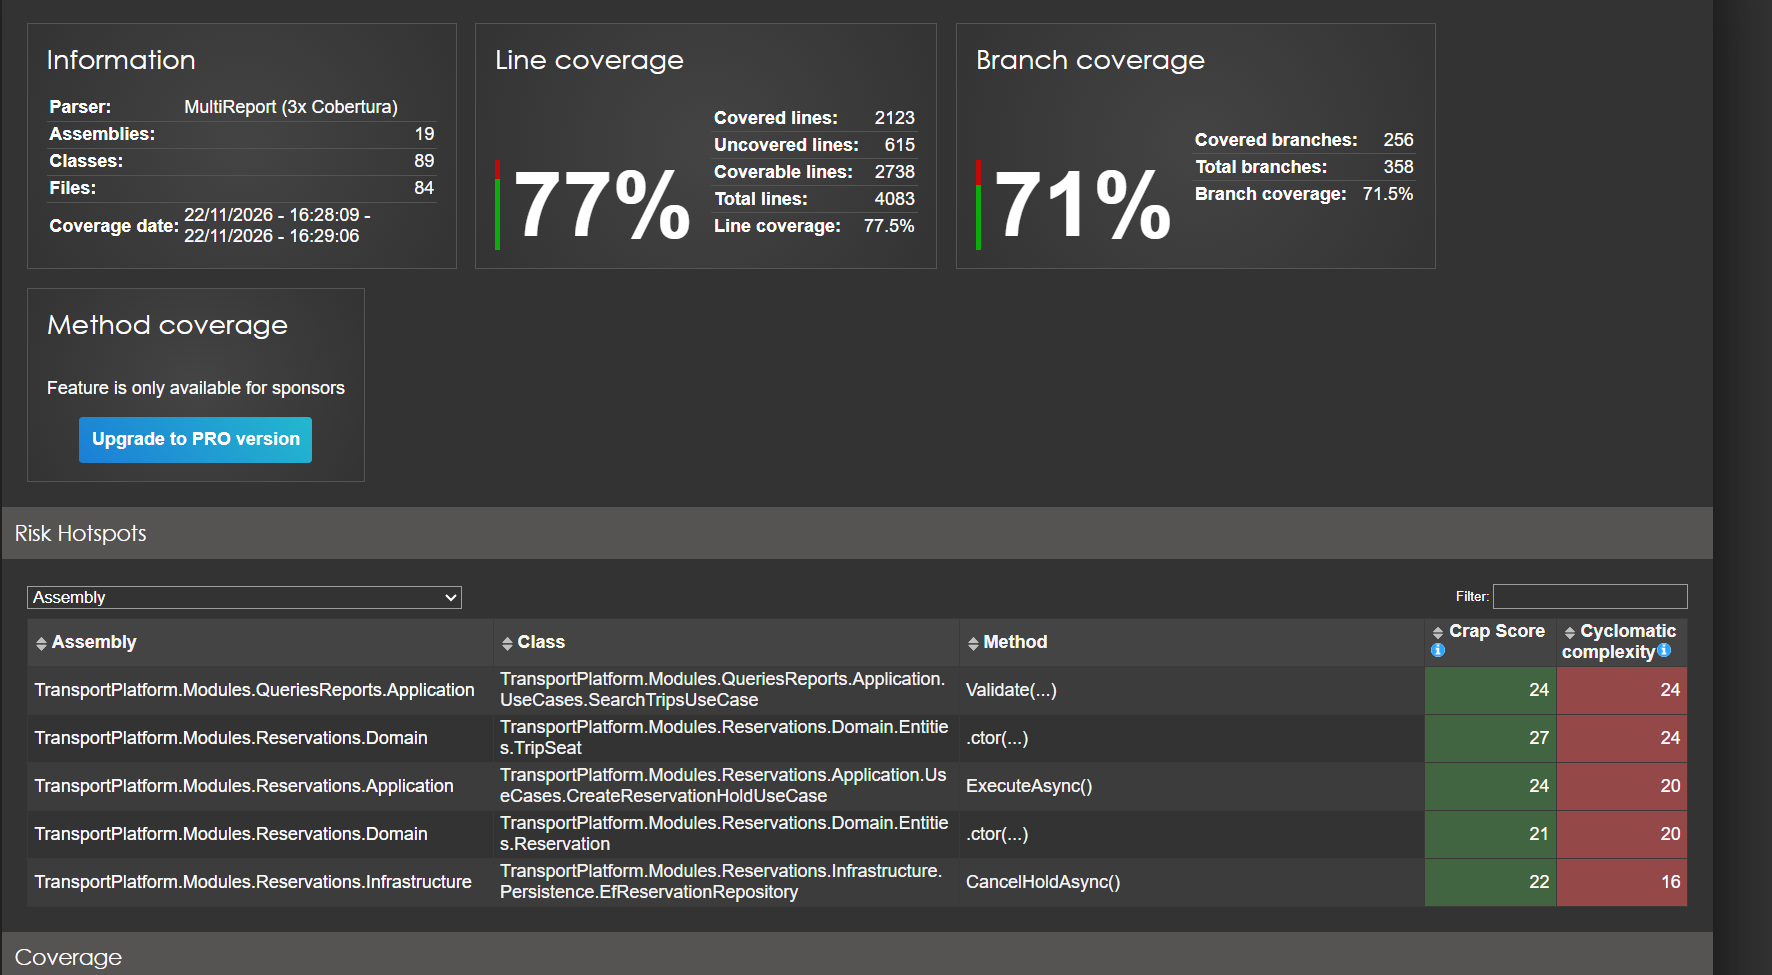 Information
Parser: MultiReport (3x Cobertura)
Assemblies: 19
Classes: 89
Files: 84
Coverage date: 22/11/2026 - 16:28:09 -
22/11/2026 - 16:29:06
Line coverage
77%
Covered lines: 2123
Uncovered lines: 615
Coverable lines: 2738
Total lines: 4083
Line coverage: 77.5%
Branch coverage
71%
Covered branches: 256
Total branches: 358
Branch coverage: 71.5%
Method coverage
Feature is only available for sponsors
Upgrade to PRO version
Risk Hotspots
Assembly
Filter:
Assembly Class Method Crap Score Cyclomatic
complexity
TransportPlatform.Modules.QueriesReports.Application TransportPlatform.Modules.QueriesReports.Application.
UseCases.SearchTripsUseCase Validate(...) 24 24
TransportPlatform.Modules.Reservations.Domain TransportPlatform.Modules.Reservations.Domain.Entitie
s.TripSeat .ctor(...) 27 24
TransportPlatform.Modules.Reservations.Application TransportPlatform.Modules.Reservations.Application.Us
eCases.CreateReservationHoldUseCase ExecuteAsync() 24 20
TransportPlatform.Modules.Reservations.Domain TransportPlatform.Modules.Reservations.Domain.Entitie
s.Reservation .ctor(...) 21 20
TransportPlatform.Modules.Reservations.Infrastructure TransportPlatform.Modules.Reservations.Infrastructure.
Persistence.EfReservationRepository CancelHoldAsync() 22 16
Coverage